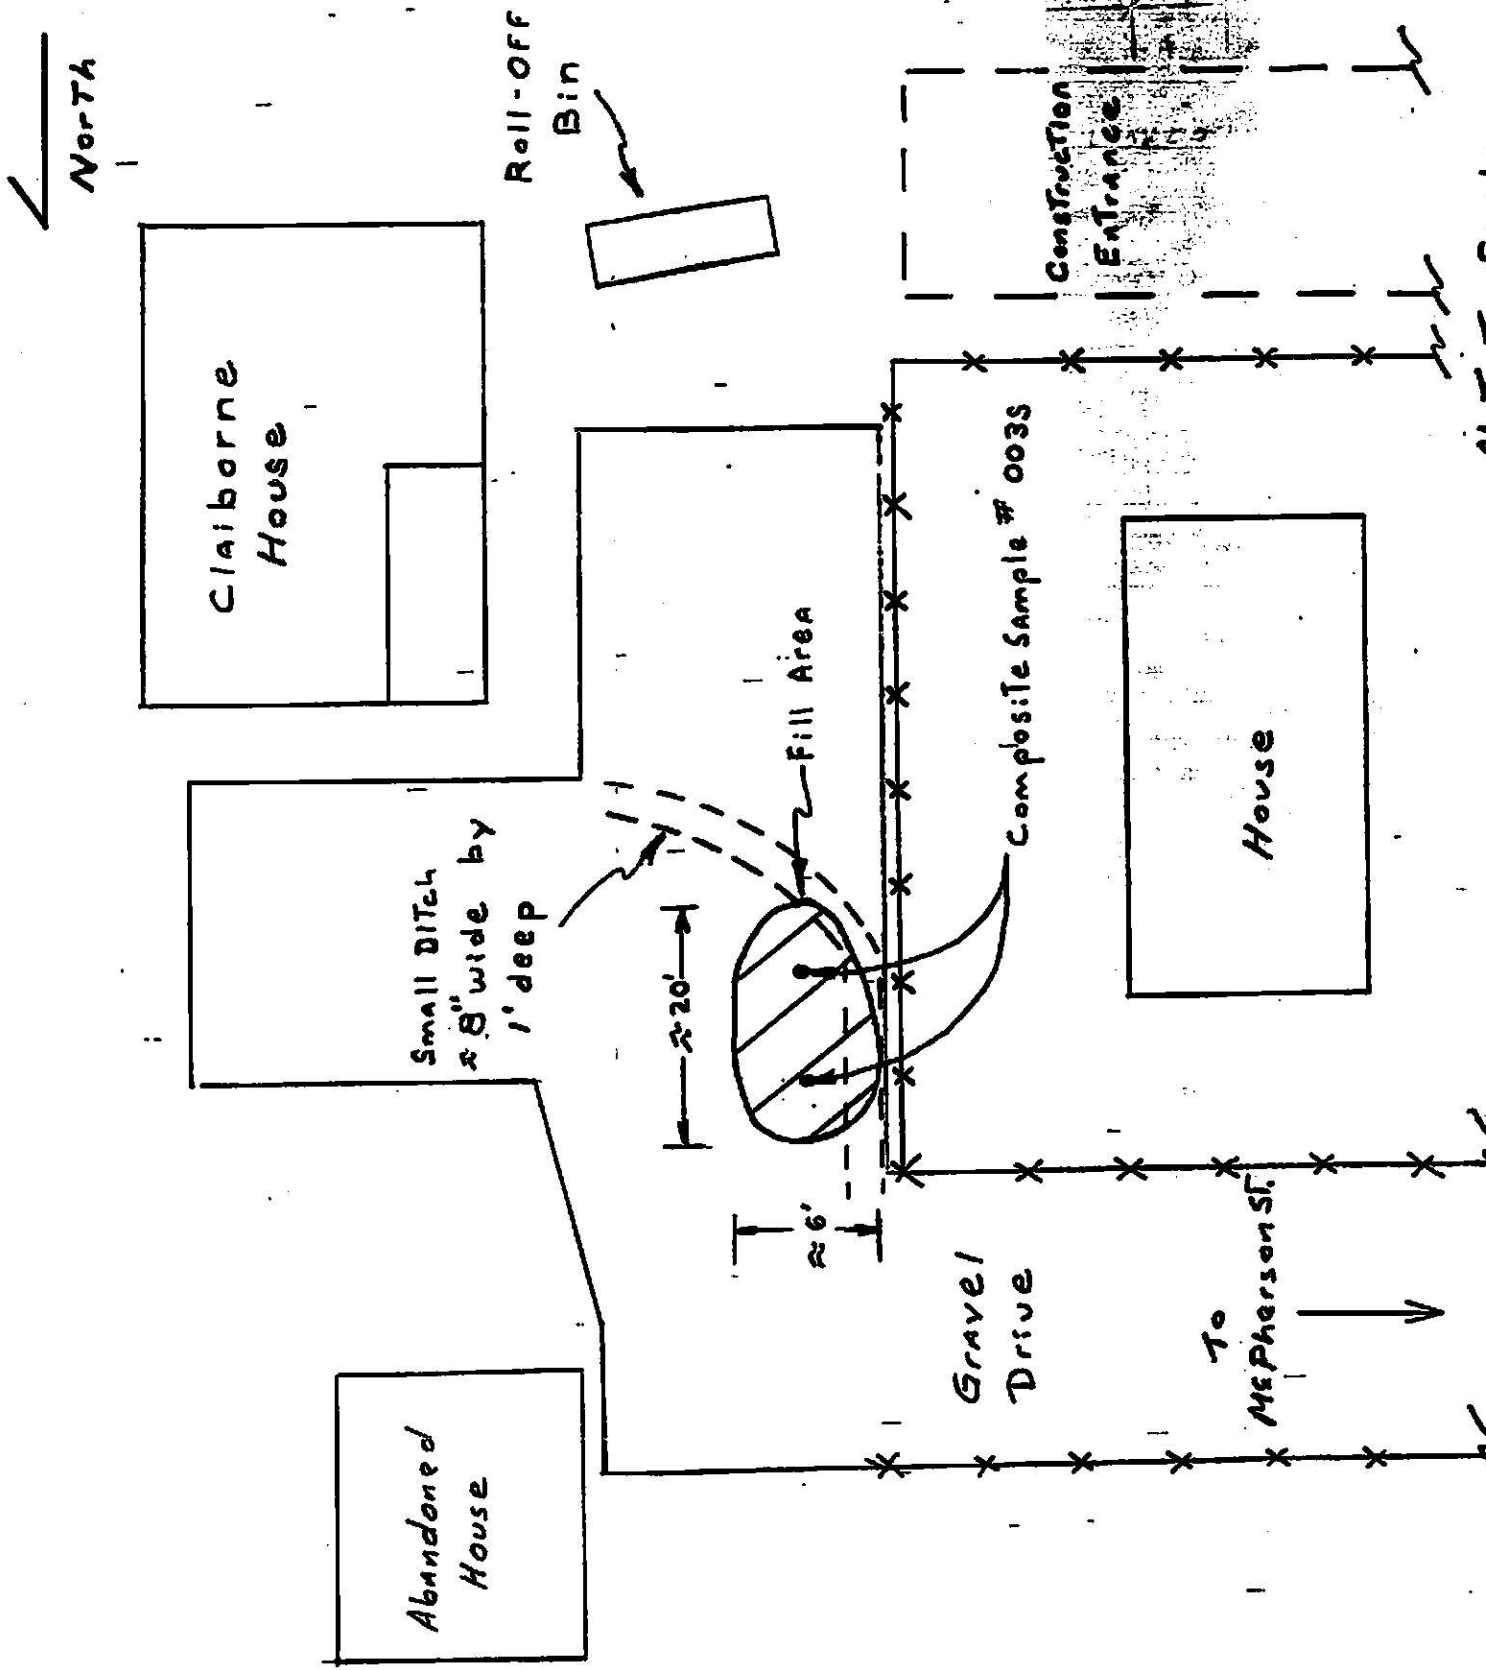 North
Claiborne
House
Roll-OFF
Bin
Construction
Entrance
Small Ditch
≈ 8" wide by
1' deep
≈20'
Fill Area
≈ 6'
Composite Sample # 003S
House
Abandoned
House
Gravel
Drive
To
McPherson St.